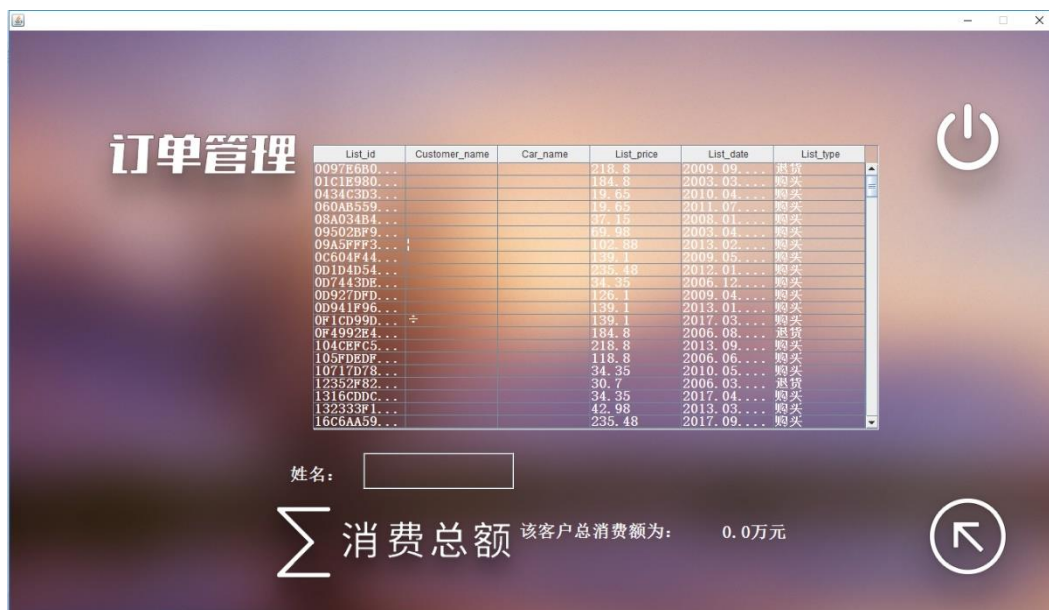 订单管理
List_id Customer_name Car_name List_price List_date List_type
0097E6B0... 218.8 2009.09.... 退货
01C1E980... 184.8 2003.03.... 购买
0434C3D3... 19.65 2010.04.... 购买
060AB559... 19.65 2011.07.... 购买
08A034B4... 37.15 2008.01.... 购买
09502BF9... 69.98 2003.04.... 购买
09A5FFF3... ¦ 102.88 2013.02.... 购买
0C604F44... 139.1 2009.05.... 购买
0D1D4D54... 235.48 2012.01.... 购买
0D7443DE... 34.35 2006.12.... 购买
0D927DFD... 126.1 2009.04.... 购买
0D941F96... 139.1 2013.01.... 购买
0F1CD99D... ÷ 139.1 2017.03.... 购买
0F4992E4... 184.8 2006.08.... 退货
104CEFC5... 218.8 2013.09.... 购买
105FDEDF... 118.8 2006.06.... 购买
10717D78... 34.35 2010.05.... 购买
12352F82... 30.7 2006.03.... 退货
1316CDDC... 34.35 2017.04.... 购买
132333F1... 42.98 2013.03.... 购买
16C6AA59... 235.48 2017.09.... 购买
姓名：
∑ 消费总额 该客户总消费额为： 0.0万元